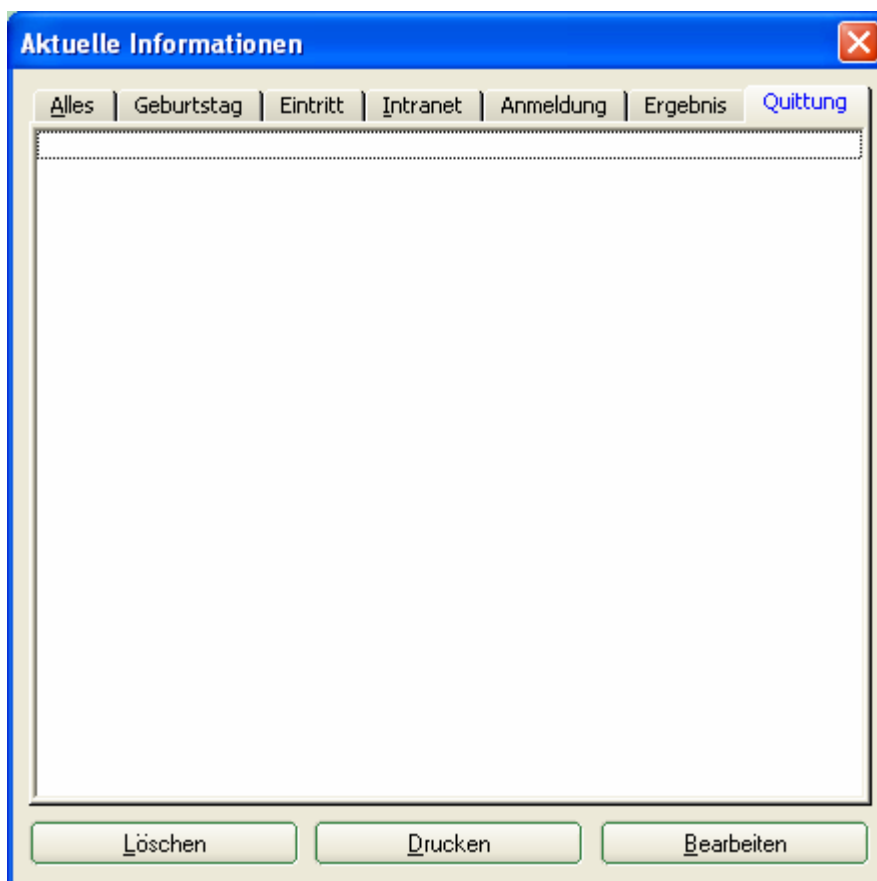 Aktuelle Informationen
Alles Geburtstag Eintritt Intranet Anmeldung Ergebnis Quittung
Löschen Drucken Bearbeiten